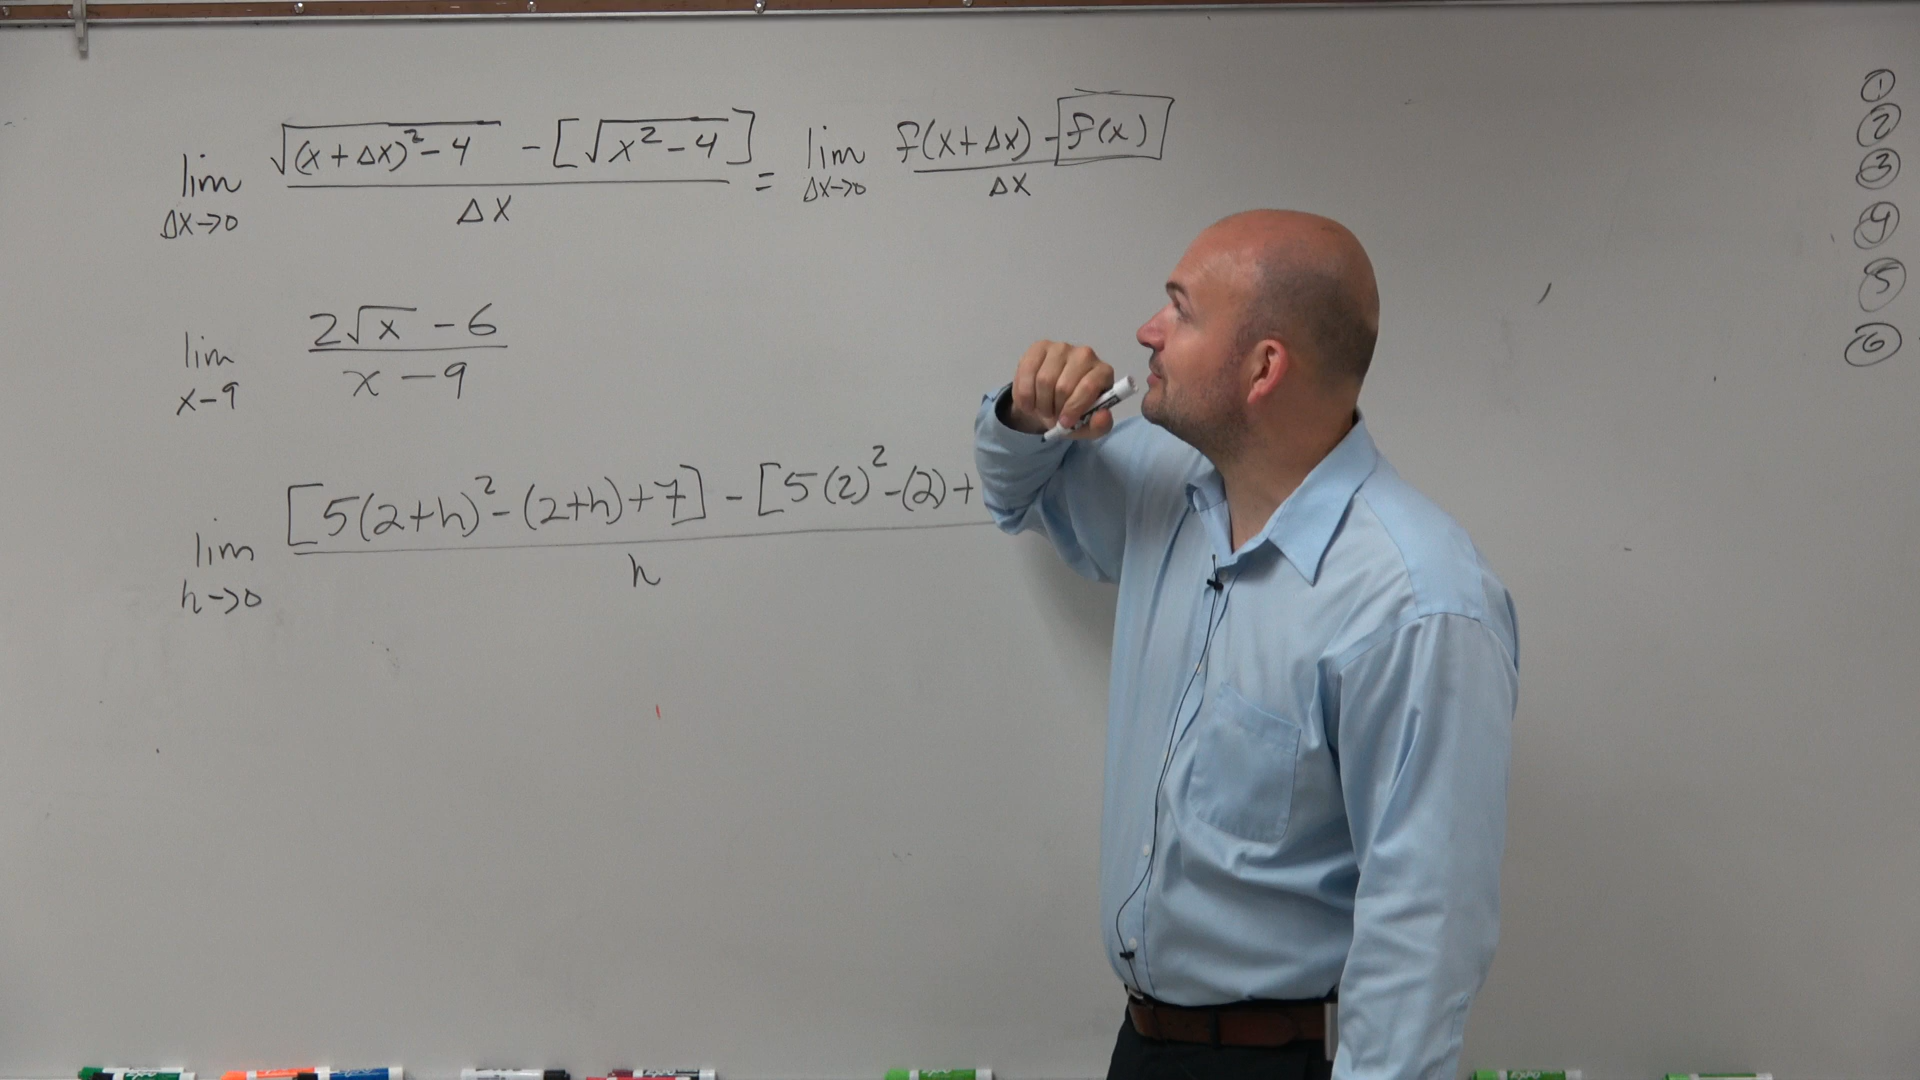 lim Δx→0 √((x+Δx)²-4) - [√(x²-4)] / Δx = lim Δx→0 f(x+Δx) - f(x) / Δx
lim x-9 2√x - 6 / x - 9
lim h→0 [5(2+h)²-(2+h)+7] - [5(2)²-(2)+ / h
①
②
③
④
⑤
⑥